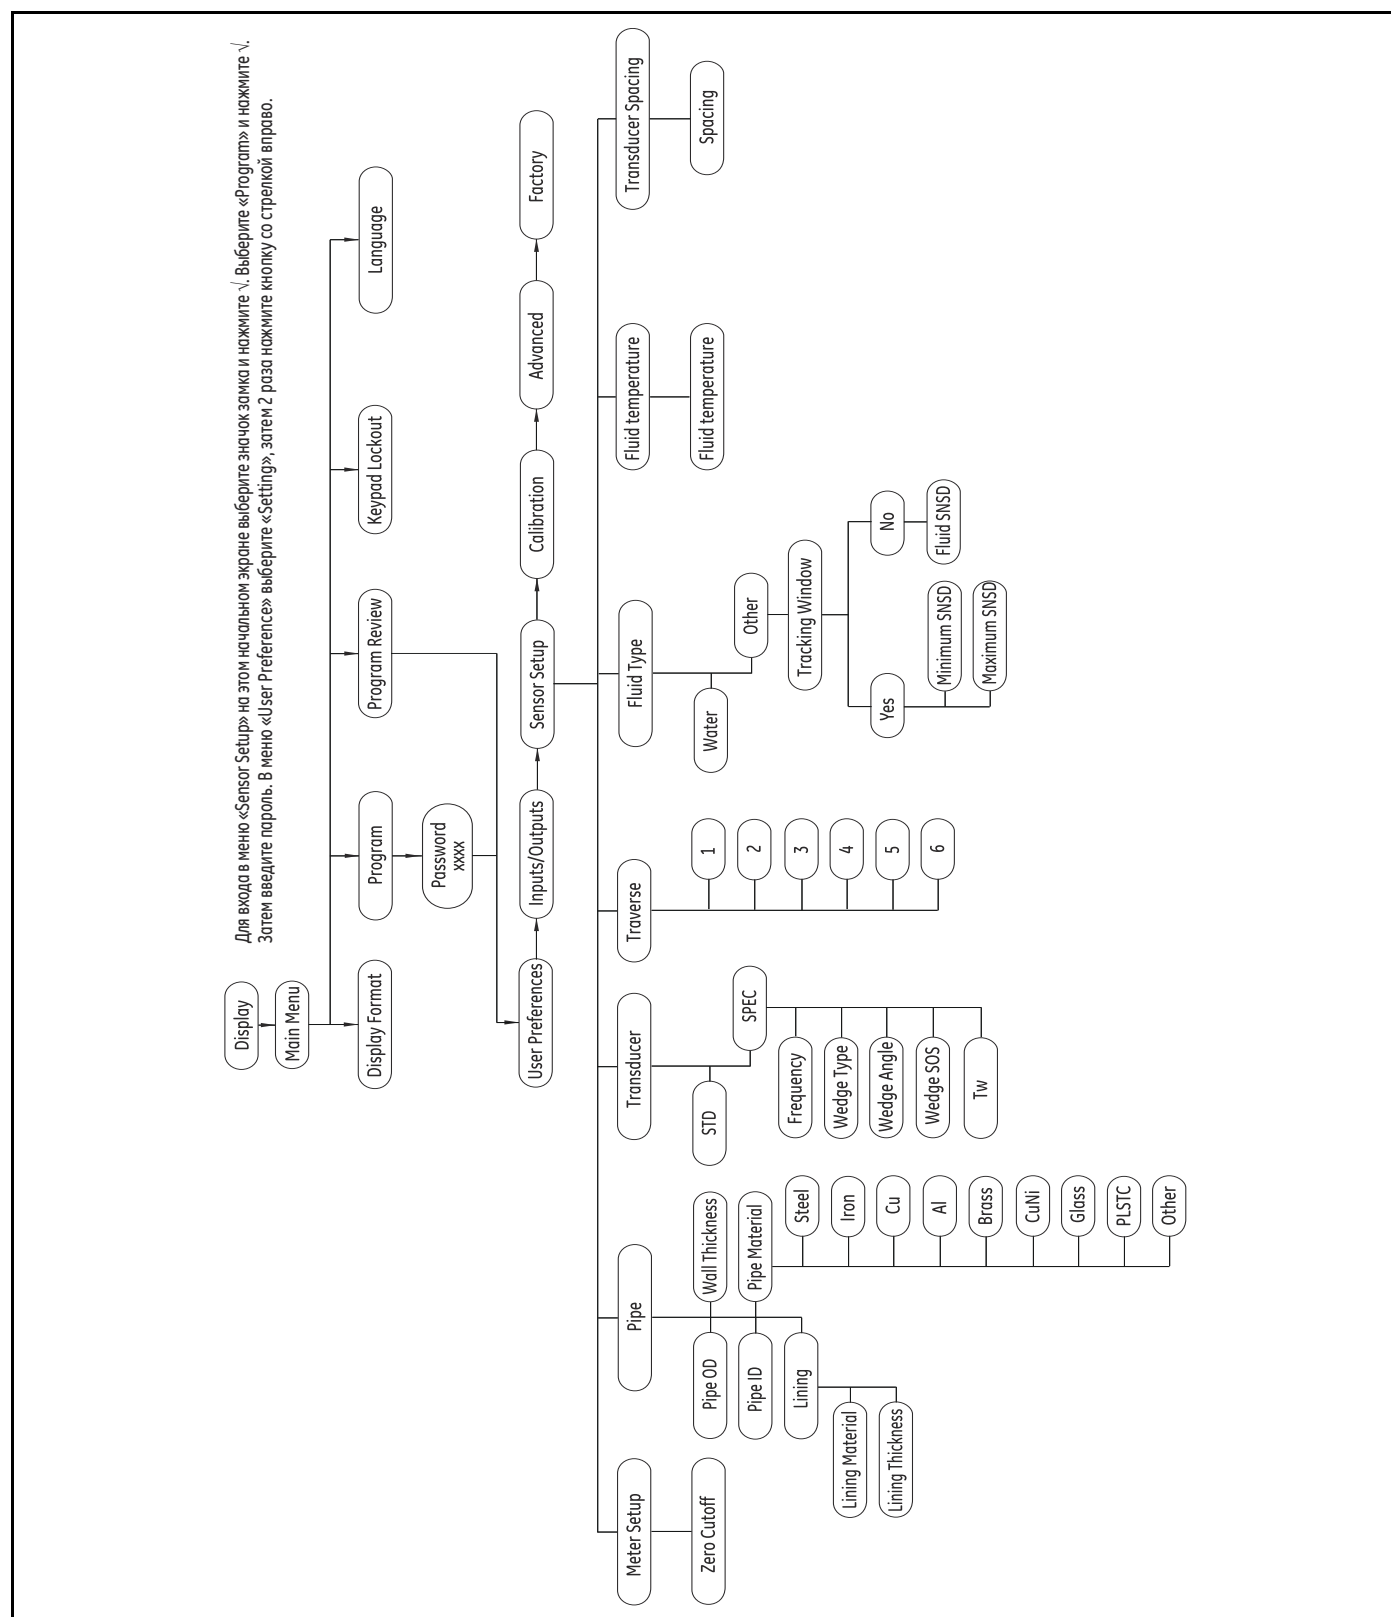 Для входа в меню «Sensor Setup» на этом начальном экране выберите значок замка и нажмите √. Выберите «Program» и нажмите √.
Затем введите пароль. В меню «User Preference» выберите «Setting», затем 2 раза нажмите кнопку со стрелкой вправо.
Display
Main Menu
Display Format
Program
Program Review
Keypad Lockout
Language
Password
xxxx
User Preferences
Inputs/Outputs
Sensor Setup
Calibration
Advanced
Factory
Meter Setup
Pipe
Transducer
Traverse
Fluid Type
Fluid temperature
Transducer Spacing
Zero Cutoff
Pipe OD
Wall Thickness
Pipe ID
Pipe Material
Lining
Lining Material
Lining Thickness
Steel
Iron
Cu
Al
Brass
CuNi
Glass
PLSTC
Other
STD
SPEC
Frequency
Wedge Type
Wedge Angle
Wedge SOS
Tw
1
2
3
4
5
6
Water
Other
Tracking Window
Yes
No
Minimum SNSD
Maximum SNSD
Fluid SNSD
Fluid temperature
Spacing